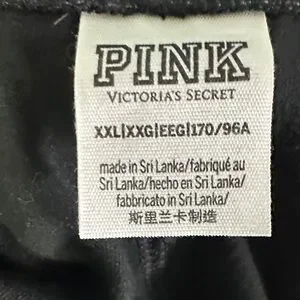 PINK
VICTORIA'S SECRET
XXL|XXG|EEG|170/96A
made in Sri Lanka/fabriqué au
Sri Lanka/hecho en Sri Lanka/
fabbricato in Sri Lanka/
斯里兰卡制造